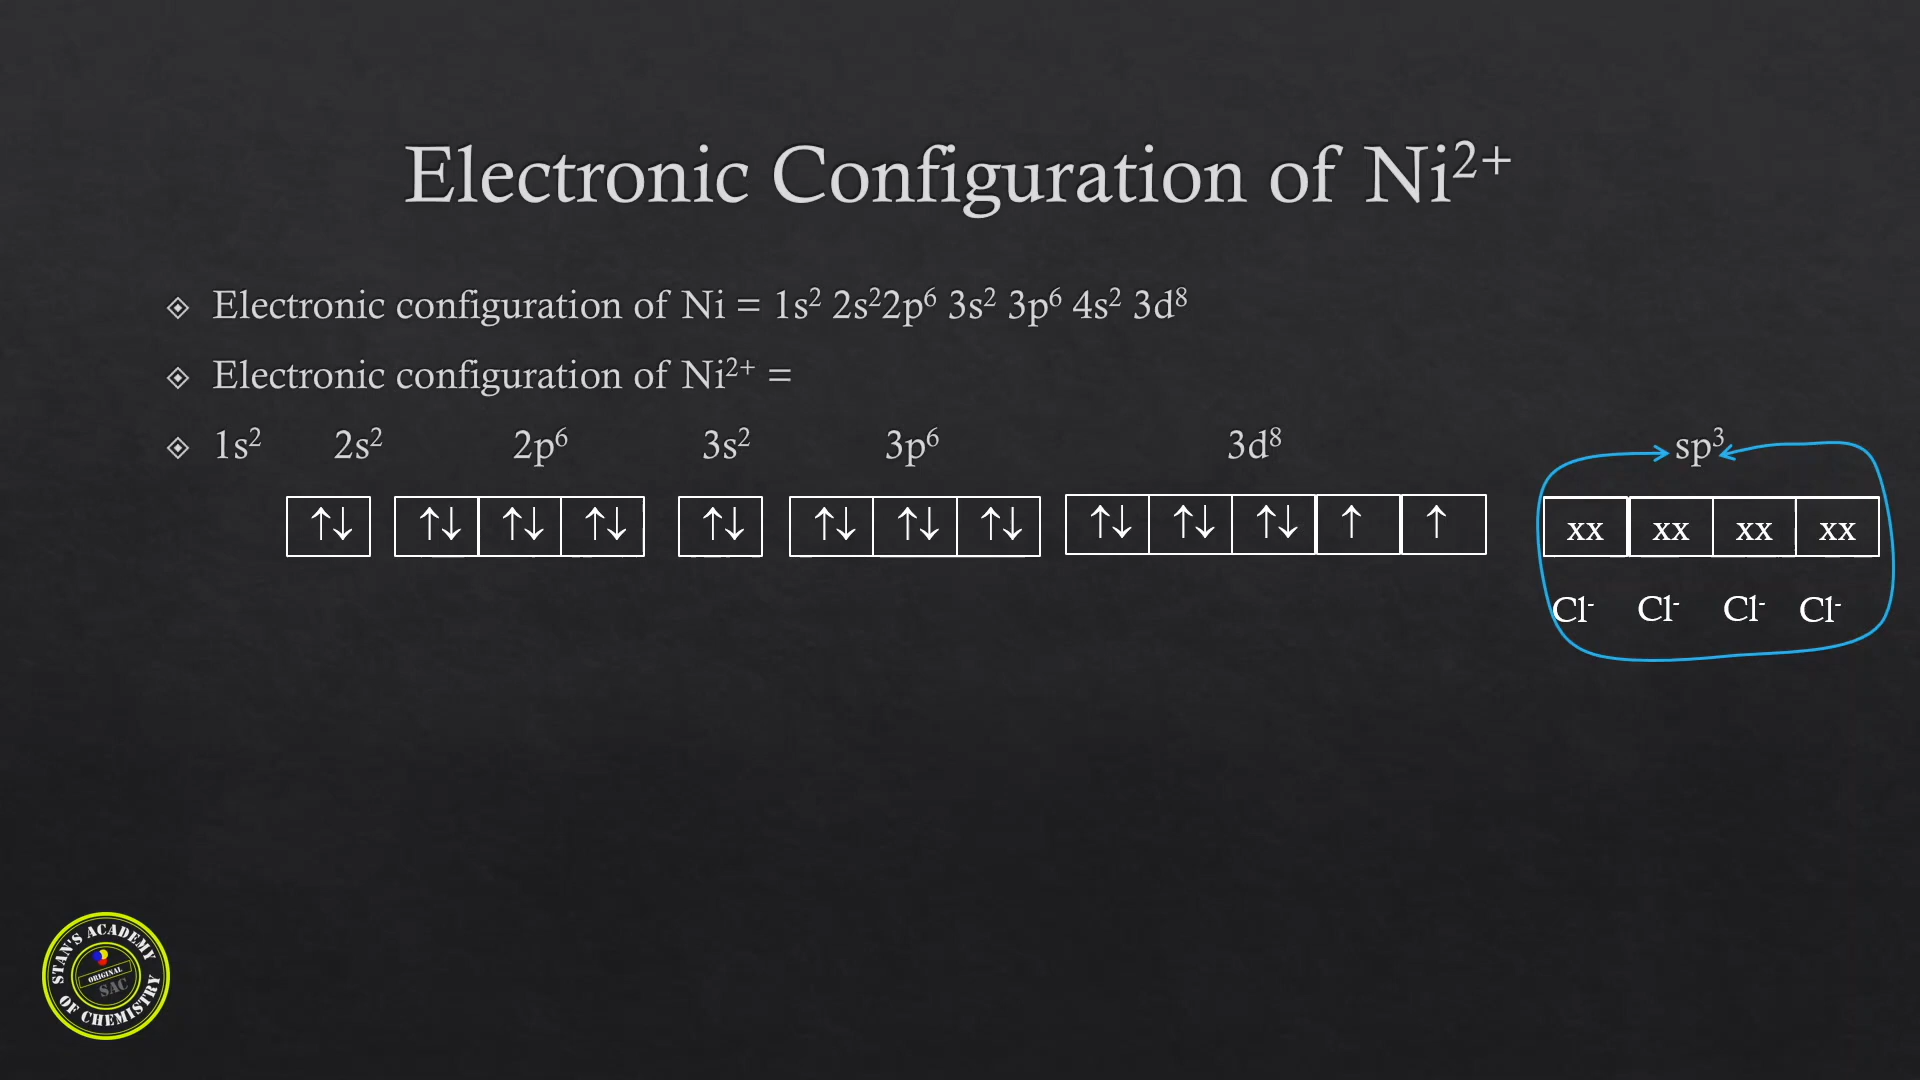 Electronic Configuration of Ni²⁺
Electronic configuration of Ni = 1s² 2s²2p⁶ 3s² 3p⁶ 4s² 3d⁸
Electronic configuration of Ni²⁺ =
1s² 2s² 2p⁶ 3s² 3p⁶ 3d⁸ sp³
↑↓ ↑↓ ↑↓ ↑↓ ↑↓ ↑↓ ↑↓ ↑↓ ↑↓ ↑↓ ↑↓ ↑ ↑ xx xx xx xx
Cl⁻ Cl⁻ Cl⁻ Cl⁻
STAN'S ACADEMY
ORIGINAL
SAC
OF CHEMISTRY